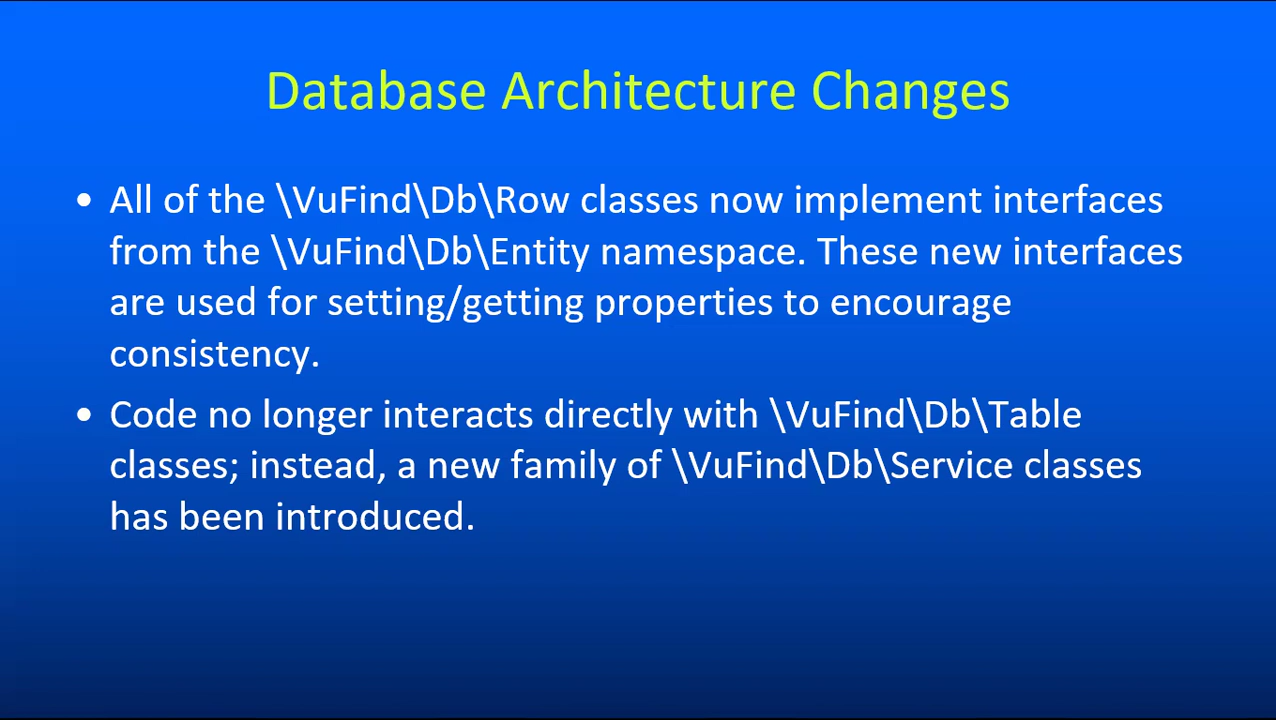 Database Architecture Changes
• All of the \VuFind\Db\Row classes now implement interfaces
from the \VuFind\Db\Entity namespace. These new interfaces
are used for setting/getting properties to encourage
consistency.
• Code no longer interacts directly with \VuFind\Db\Table
classes; instead, a new family of \VuFind\Db\Service classes
has been introduced.